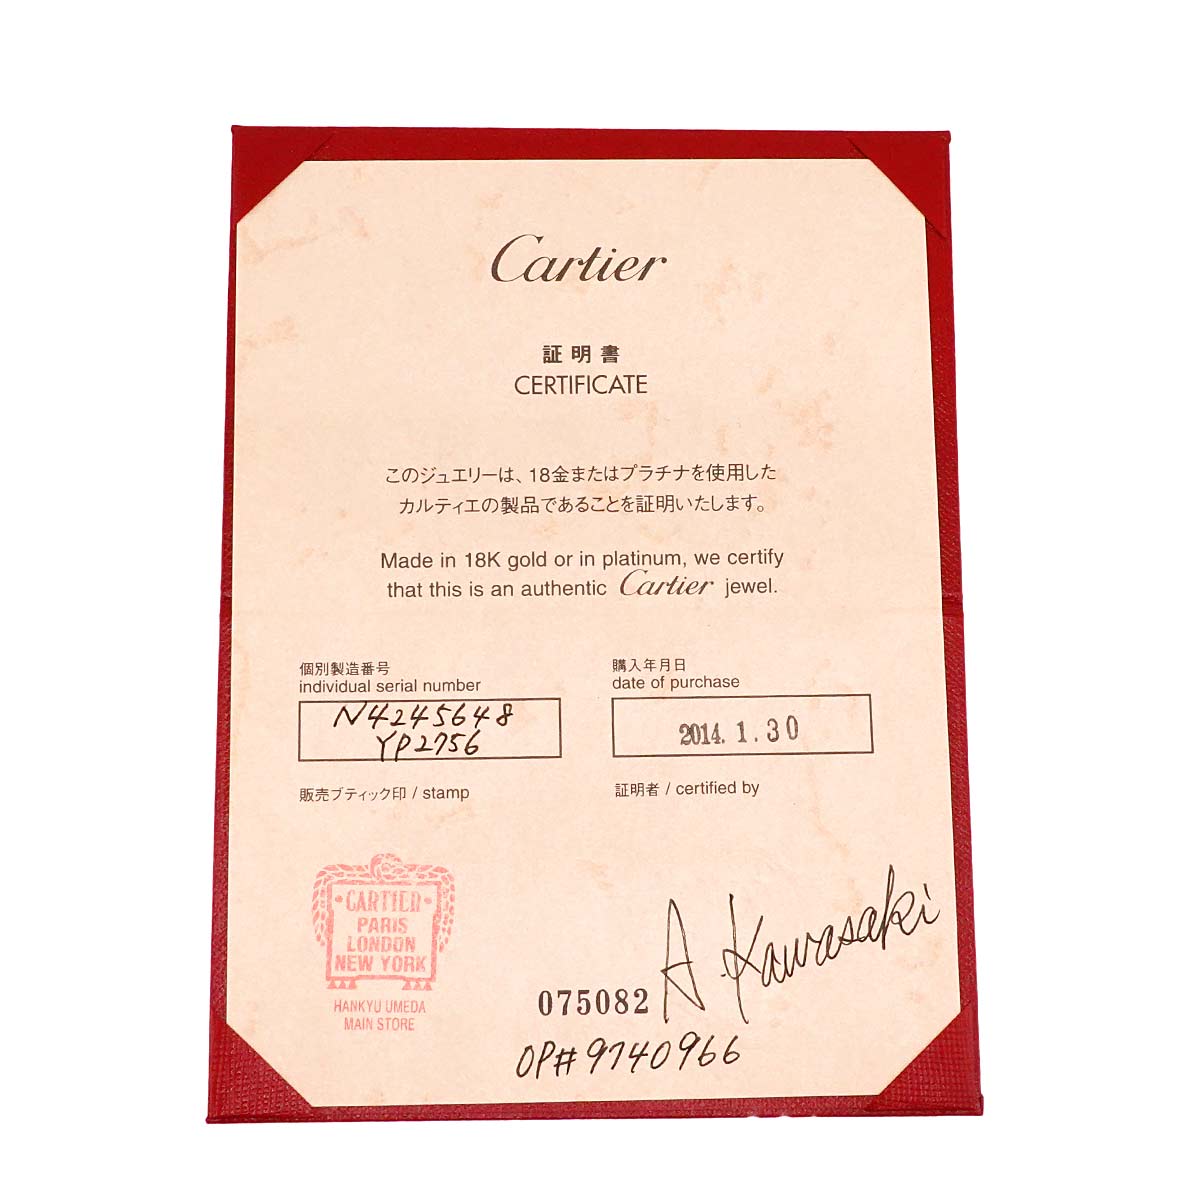 Cartier
証明書
CERTIFICATE
このジュエリーは、18金またはプラチナを使用した
カルティエの製品であることを証明いたします。
Made in 18K gold or in platinum, we certify
that this is an authentic Cartier jewel.
個別製造番号
individual serial number
N4245648
YP2756
購入年月日
date of purchase
2014. 1. 30
販売ブティック印 / stamp
証明者 / certified by
·CARTIER·
PARIS
LONDON
NEW YORK
HANKYU UMEDA
MAIN STORE
A. Kawasaki
075082
OP#9740966